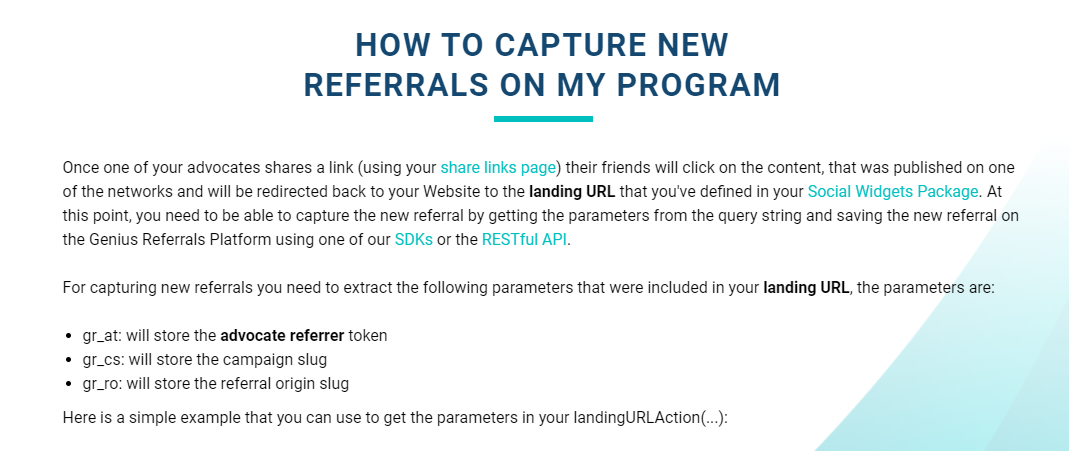 HOW TO CAPTURE NEW
REFERRALS ON MY PROGRAM
Once one of your advocates shares a link (using your share links page) their friends will click on the content, that was published on one
of the networks and will be redirected back to your Website to the landing URL that you've defined in your Social Widgets Package. At
this point, you need to be able to capture the new referral by getting the parameters from the query string and saving the new referral on
the Genius Referrals Platform using one of our SDKs or the RESTful API.
For capturing new referrals you need to extract the following parameters that were included in your landing URL, the parameters are:
• gr_at: will store the advocate referrer token
• gr_cs: will store the campaign slug
• gr_ro: will store the referral origin slug
Here is a simple example that you can use to get the parameters in your landingURLAction(...):